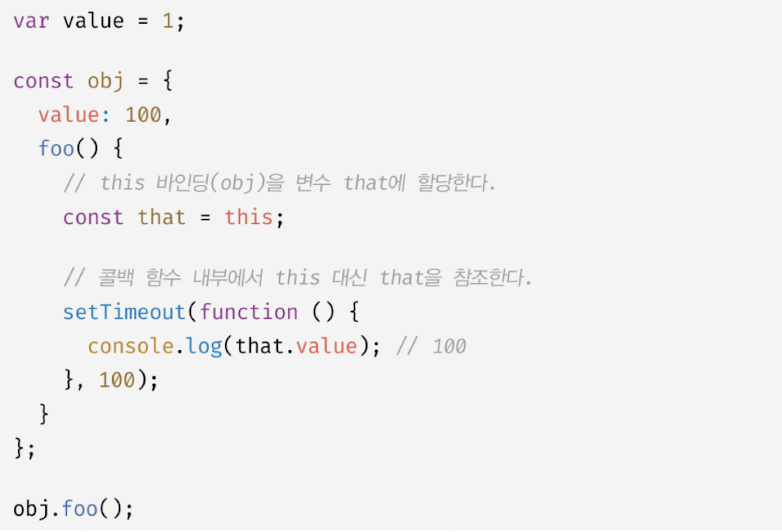 var value = 1;
const obj = {
value: 100,
foo() {
// this 바인딩(obj)을 변수 that에 할당한다.
const that = this;
// 콜백 함수 내부에서 this 대신 that을 참조한다.
setTimeout(function () {
console.log(that.value); // 100
}, 100);
}
};
obj.foo();